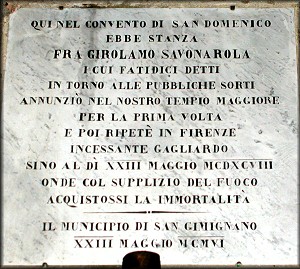 QUI NEL CONVENTO DI SAN DOMENICO
EBBE STANZA
FRA GIROLAMO SAVONAROLA
I CUI FATIDICI DETTI
IN TORNO ALLE PUBBLICHE SORTI
ANNUNZIO NEL NOSTRO TEMPIO MAGGIORE
PER LA PRIMA VOLTA
E POI RIPETÈ IN FIRENZE
INCESSANTE GAGLIARDO
SINO AL DÌ XXIII MAGGIO MCDXCVIII
ONDE COL SUPPLIZIO DEL FUOCO
ACQUISTOSSI LA IMMORTALITÀ
IL MUNICIPIO DI SAN GIMIGNANO
XXIII MAGGIO MCMVI